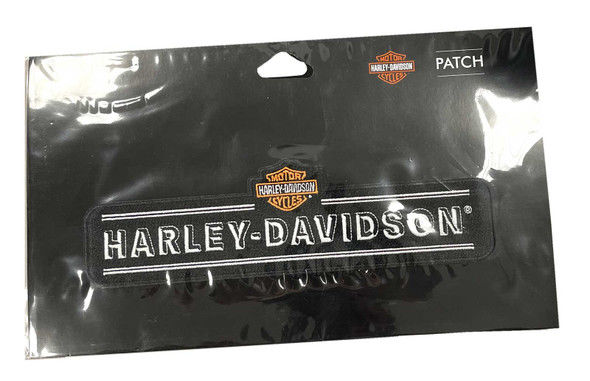 MOTOR
HARLEY-DAVIDSON
CYCLES
PATCH
MOTOR
HARLEY-DAVIDSON
CYCLES
HARLEY-DAVIDSON®